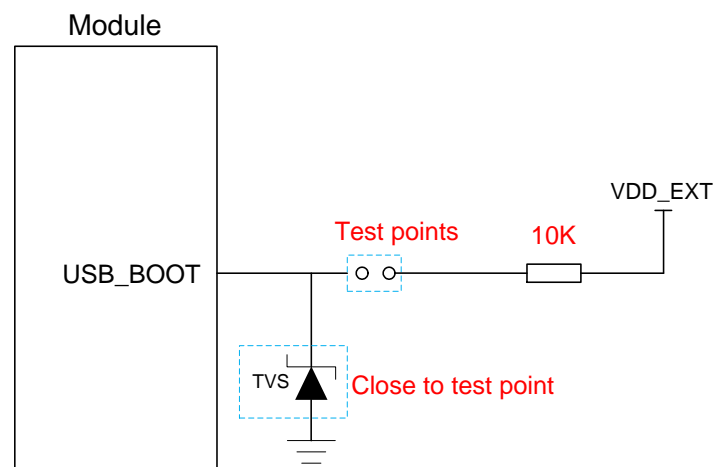 Module
VDD_EXT
Test points
10K
USB_BOOT
TVS
Close to test point